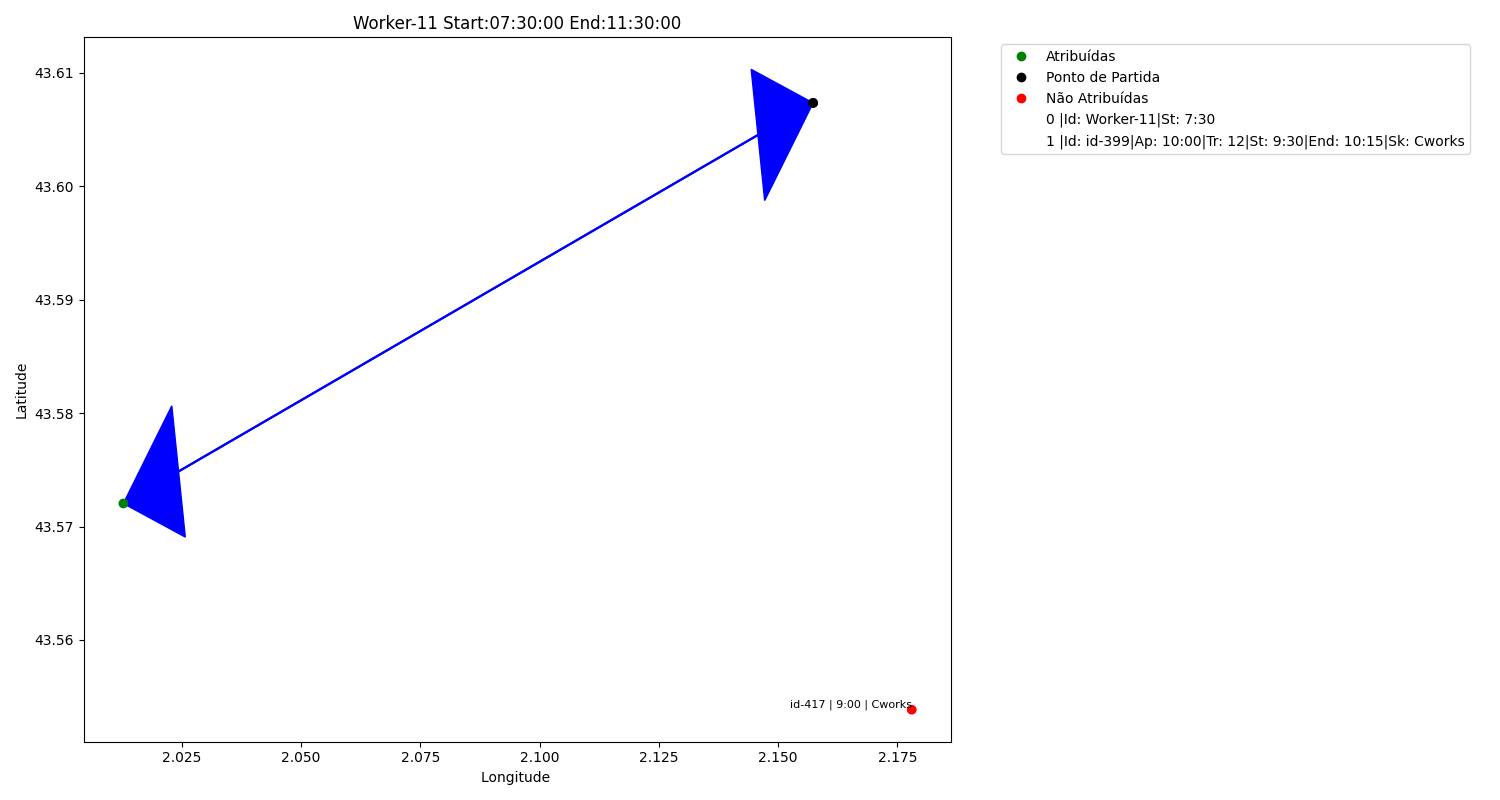 Worker-11 Start:07:30:00 End:11:30:00
Atribuídas
Ponto de Partida
Não Atribuídas
0 |Id: Worker-11|St: 7:30
1 |Id: id-399|Ap: 10:00|Tr: 12|St: 9:30|End: 10:15|Sk: Cworks
43.61
43.60
43.59
43.58
43.57
43.56
Latitude
id-417 | 9:00 | Cworks
2.025 2.050 2.075 2.100 2.125 2.150 2.175
Longitude